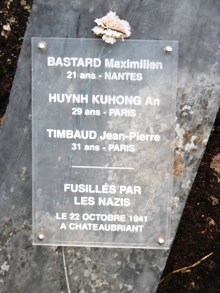 BASTARD Maximilien
21 ans - NANTES
HUYNH KUHONG An
29 ans - PARIS
TIMBAUD Jean-Pierre
31 ans - PARIS
FUSILLÉS PAR
LES NAZIS
LE 22 OCTOBRE 1941
A CHATEAUBRIANT